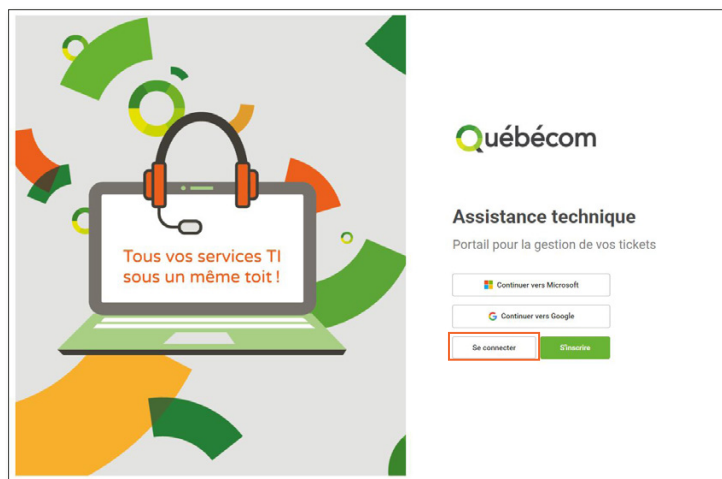 Tous vos services TI
sous un même toit !
Québécom
Assistance technique
Portail pour la gestion de vos tickets
Continuer vers Microsoft
Continuer vers Google
Se connecter
S'inscrire